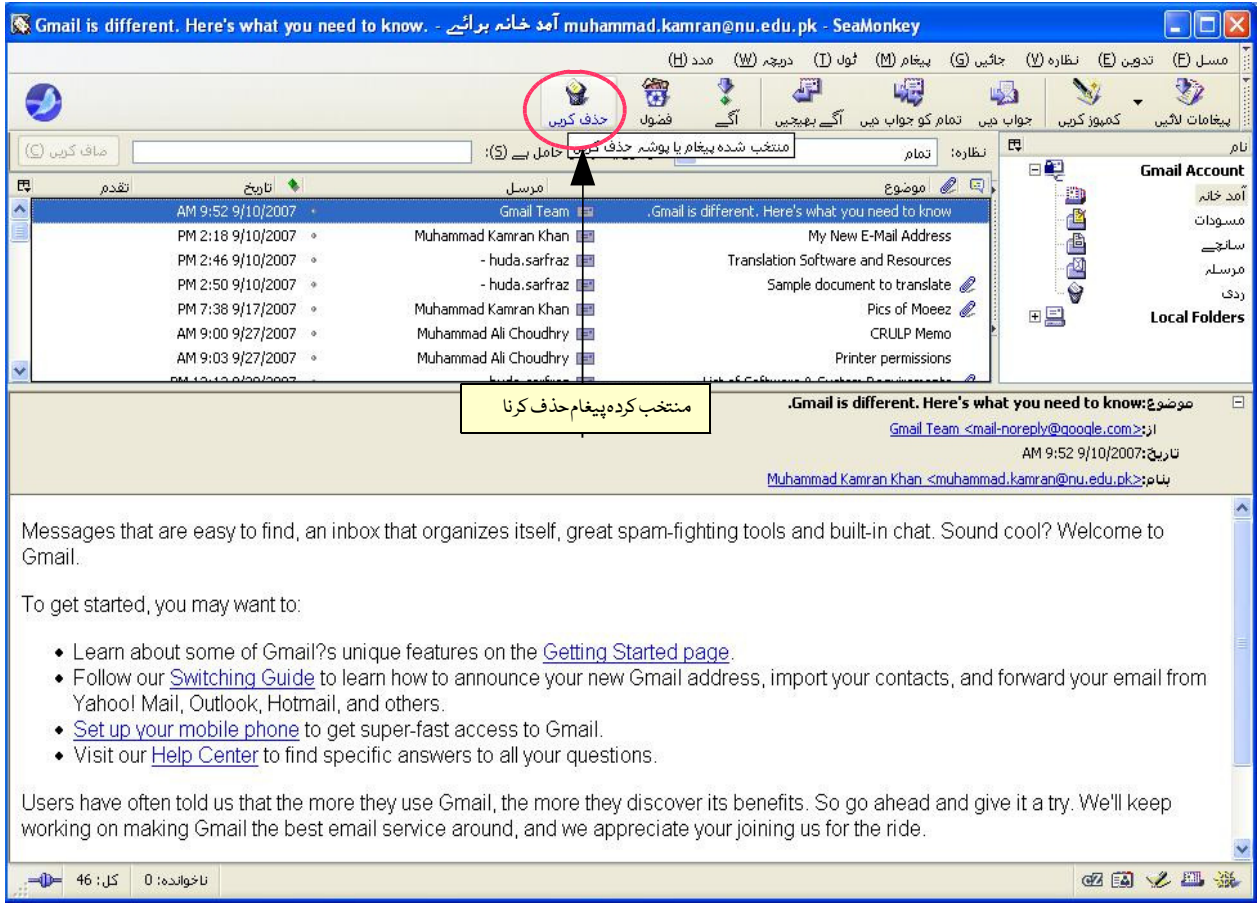 Gmail is different. Here's what you need to know. - آمد خانہ برائے muhammad.kamran@nu.edu.pk - SeaMonkey
مسل (F) تدوین (E) نظارہ (V) جائیں (G) پیغام (M) ٹول (T) دریچہ (W) مدد (H)
پیغامات لائیں کمپوز کریں جواب دیں تمام کو جواب دیں آگے بھیجیں آگے فضول حذف کریں
منتخب شدہ پیغام یا پوشہ حذف کریں
نظارہ: تمام حامل ہے (S): صاف کریں (C)
نام
Gmail Account
آمد خانہ
مسودات
سانچے
مرسلہ
ردی
Local Folders
موضوع مرسل تاریخ تقدم
Gmail is different. Here's what you need to know. Gmail Team AM 9:52 9/10/2007
My New E-Mail Address Muhammad Kamran Khan PM 2:18 9/10/2007
Translation Software and Resources - huda.sarfraz PM 2:46 9/10/2007
Sample document to translate - huda.sarfraz PM 2:50 9/10/2007
Pics of Moeez Muhammad Kamran Khan PM 7:38 9/17/2007
CRULP Memo Muhammad Ali Choudhry AM 9:00 9/27/2007
Printer permissions Muhammad Ali Choudhry AM 9:03 9/27/2007
منتخب کردہ پیغام حذف کرنا
موضوع: Gmail is different. Here's what you need to know.
از: Gmail Team <mail-noreply@google.com>
تاریخ: AM 9:52 9/10/2007
بنام: Muhammad Kamran Khan <muhammad.kamran@nu.edu.pk>
Messages that are easy to find, an inbox that organizes itself, great spam-fighting tools and built-in chat. Sound cool? Welcome to
Gmail.
To get started, you may want to:
• Learn about some of Gmail?s unique features on the Getting Started page.
• Follow our Switching Guide to learn how to announce your new Gmail address, import your contacts, and forward your email from
Yahoo! Mail, Outlook, Hotmail, and others.
• Set up your mobile phone to get super-fast access to Gmail.
• Visit our Help Center to find specific answers to all your questions.
Users have often told us that the more they use Gmail, the more they discover its benefits. So go ahead and give it a try. We'll keep
working on making Gmail the best email service around, and we appreciate your joining us for the ride.
ناخواندہ: 0 کل: 46